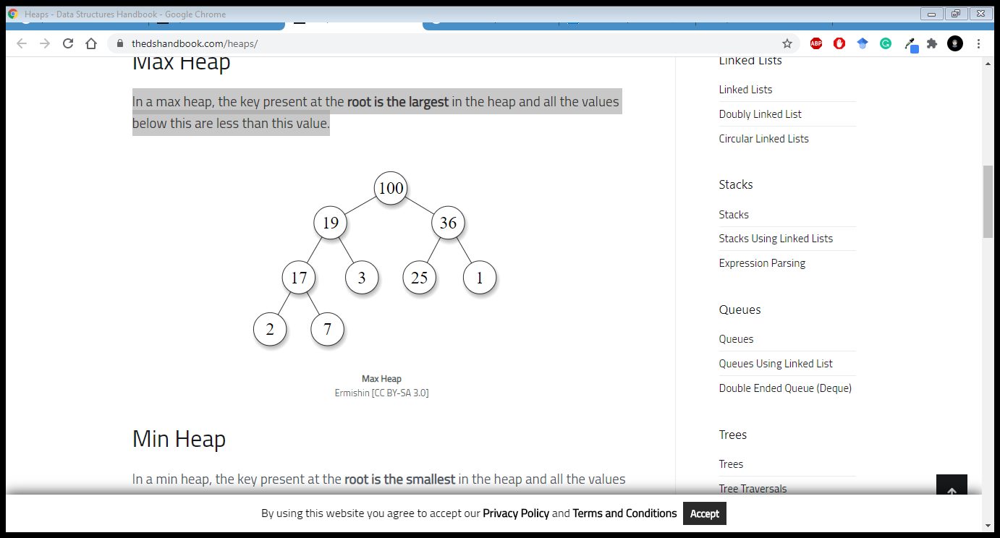 Heaps - Data Structures Handbook - Google Chrome
thedshandbook.com/heaps/
ABP
Max Heap
In a max heap, the key present at the root is the largest in the heap and all the values
below this are less than this value.
100
19 36
17 3 25 1
2 7
Max Heap
Ermishin [CC BY-SA 3.0]
Min Heap
In a min heap, the key present at the root is the smallest in the heap and all the values
Linked Lists
Linked Lists
Doubly Linked List
Circular Linked Lists
Stacks
Stacks
Stacks Using Linked Lists
Expression Parsing
Queues
Queues
Queues Using Linked List
Double Ended Queue (Deque)
Trees
Trees
Tree Traversals
By using this website you agree to accept our Privacy Policy and Terms and Conditions Accept